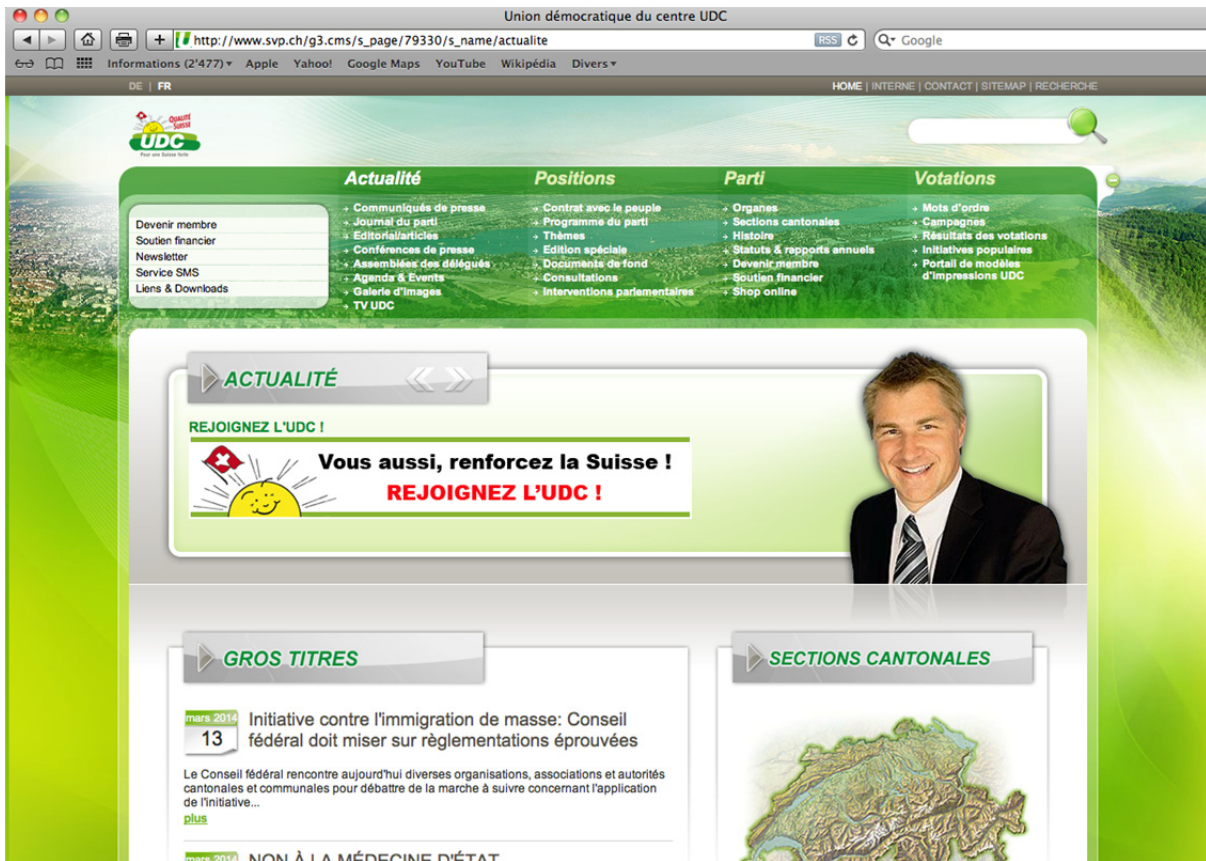 Union démocratique du centre UDC
http://www.svp.ch/g3.cms/s_page/79330/s_name/actualite
RSS
Google
Informations (2'477) Apple Yahoo! Google Maps YouTube Wikipédia Divers
DE | FR
HOME | INTERNE | CONTACT | SITEMAP | RECHERCHE
QUALITÉ
SUISSE
UDC
Pour une Suisse forte
Devenir membre
Soutien financier
Newsletter
Service SMS
Liens & Downloads
Actualité
Communiqués de presse
Journal du parti
Editorial/articles
Conférences de presse
Assemblées des délégués
Agenda & Events
Galerie d'images
TV UDC
Positions
Contrat avec le peuple
Programme du parti
Thèmes
Edition spéciale
Documents de fond
Consultations
Interventions parlementaires
Parti
Organes
Sections cantonales
Histoire
Statuts & rapports annuels
Devenir membre
Soutien financier
Shop online
Votations
Mots d'ordre
Campagnes
Résultats des votations
Initiatives populaires
Portail de modèles
d'impressions UDC
ACTUALITÉ
REJOIGNEZ L'UDC !
Vous aussi, renforcez la Suisse !
REJOIGNEZ L'UDC !
GROS TITRES
mars 2014
13
Initiative contre l'immigration de masse: Conseil
fédéral doit miser sur règlementations éprouvées
Le Conseil fédéral rencontre aujourd'hui diverses organisations, associations et autorités
cantonales et communales pour débattre de la marche à suivre concernant l'application
de l'initiative...
plus
mars 2014
NON À LA MÉDECINE D'ÉTAT
SECTIONS CANTONALES